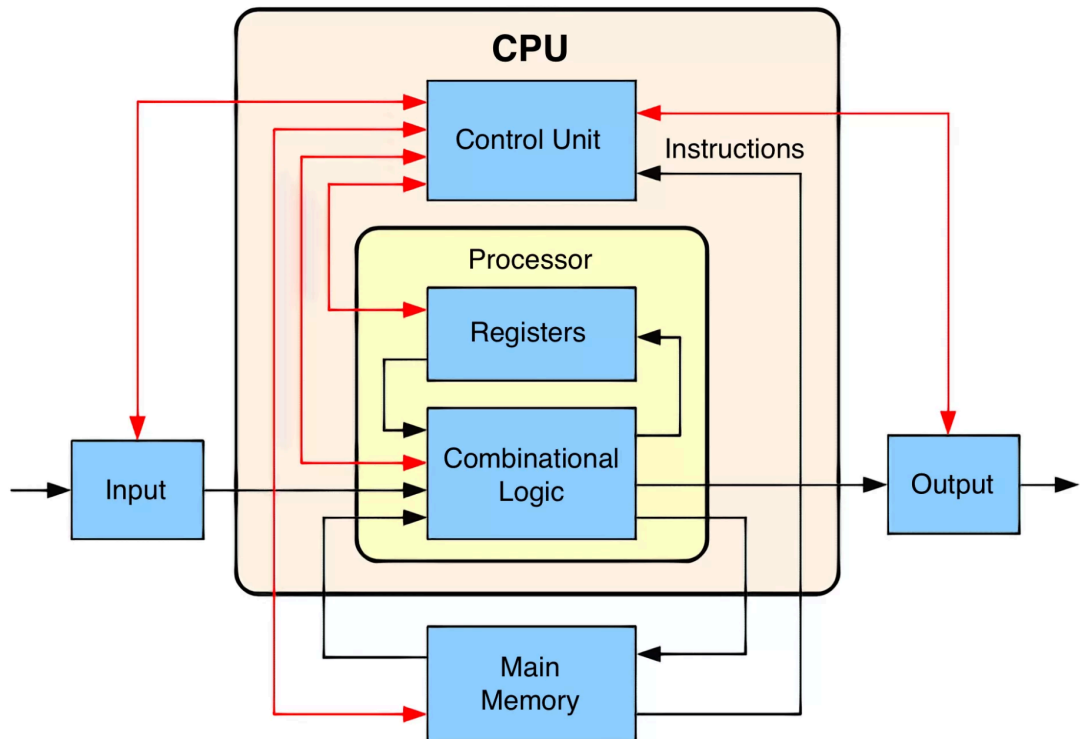 CPU
Control Unit
Instructions
Processor
Registers
Combinational
Logic
Input
Output
Main
Memory